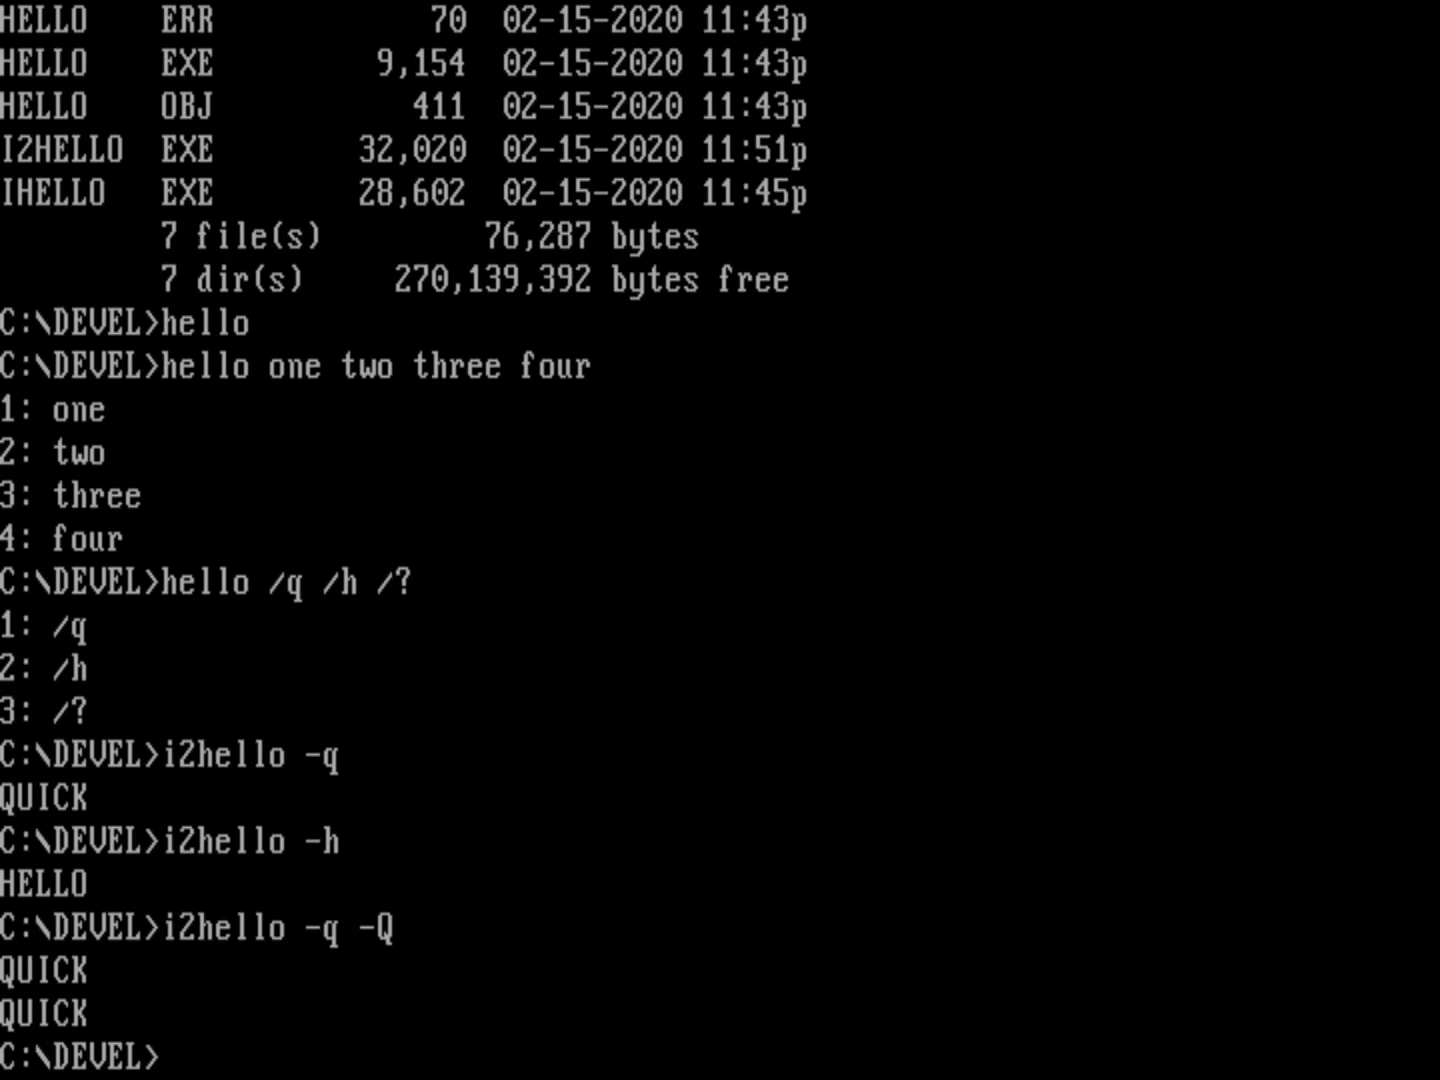 HELLO ERR 70 02-15-2020 11:43p
HELLO EXE 9,154 02-15-2020 11:43p
HELLO OBJ 411 02-15-2020 11:43p
I2HELLO EXE 32,020 02-15-2020 11:51p
IHELLO EXE 28,602 02-15-2020 11:45p
7 file(s) 76,287 bytes
7 dir(s) 270,139,392 bytes free
C:\DEVEL>hello
C:\DEVEL>hello one two three four
1: one
2: two
3: three
4: four
C:\DEVEL>hello /q /h /?
1: /q
2: /h
3: /?
C:\DEVEL>i2hello -q
QUICK
C:\DEVEL>i2hello -h
HELLO
C:\DEVEL>i2hello -q -Q
QUICK
QUICK
C:\DEVEL>